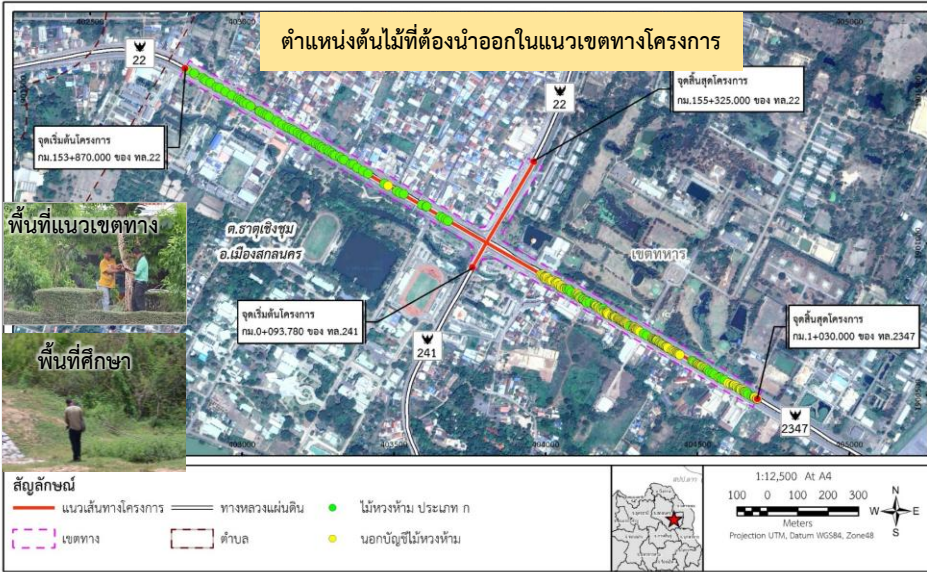 ตำแหน่งต้นไม้ที่ต้องนำออกในแนวเขตทางโครงการ
402500
403000
405000
22
จุดสิ้นสุดโครงการ
กม.155+325.000 ของ ทล.22
22
จุดเริ่มต้นโครงการ
กม.153+870.000 ของ ทล.22
พื้นที่แนวเขตทาง
ต.ธาตุเชิงชุม
อ.เมืองสกลนคร
เขตทหาร
จุดเริ่มต้นโครงการ
กม.0+093.780 ของ ทล.241
จุดสิ้นสุดโครงการ
กม.1+030.000 ของ ทล.2347
241
พื้นที่ศึกษา
2347
403000
403500
404000
404500
405000
สัญลักษณ์
แนวเส้นทางโครงการ
ทางหลวงแผ่นดิน
ไม้หวงห้าม ประเภท ก
เขตทาง
ตำบล
นอกบัญชีไม้หวงห้าม
1:12,500 At A4
100 0 100 200 300
Meters
Projection UTM, Datum WGS84, Zone48
N
W
E
S